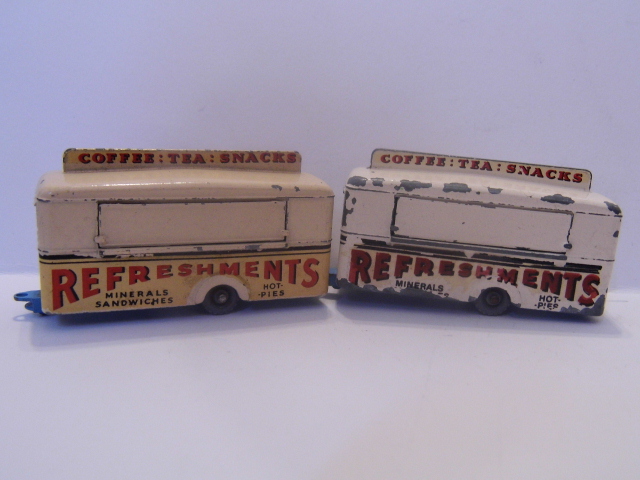 COFFEE : TEA : SNACKS
REFRESHMENTS
MINERALS
SANDWICHES
HOT-
-PIES
COFFEE : TEA : SNACKS
REFRESHMENTS
MINERALS
HOT-
-PIES